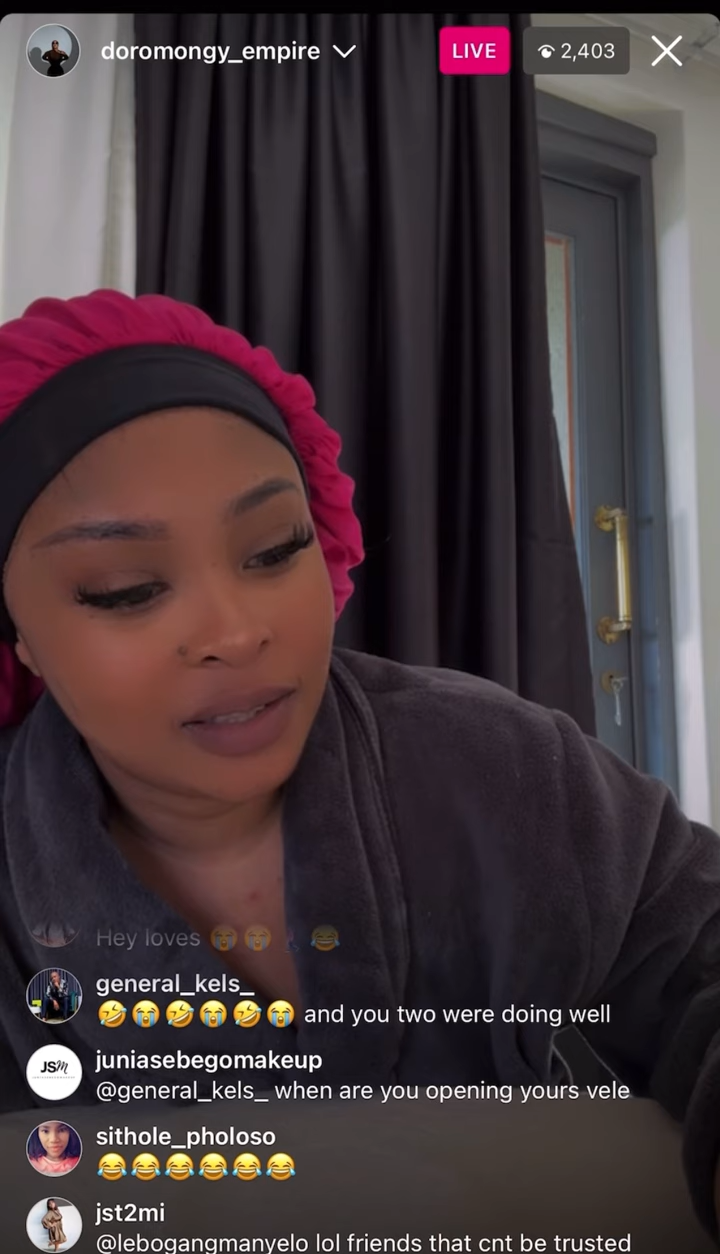 doromongy_empire
LIVE
2,403
Hey loves 😭😭 😂
general_kels_
🤣😭🤣😭🤣😭 and you two were doing well
JSM
juniasebegomakeup
@general_kels_ when are you opening yours vele
sithole_pholoso
😂😂😂😂😂😂
jst2mi
@lebogangmanyelo lol friends that cnt be trusted